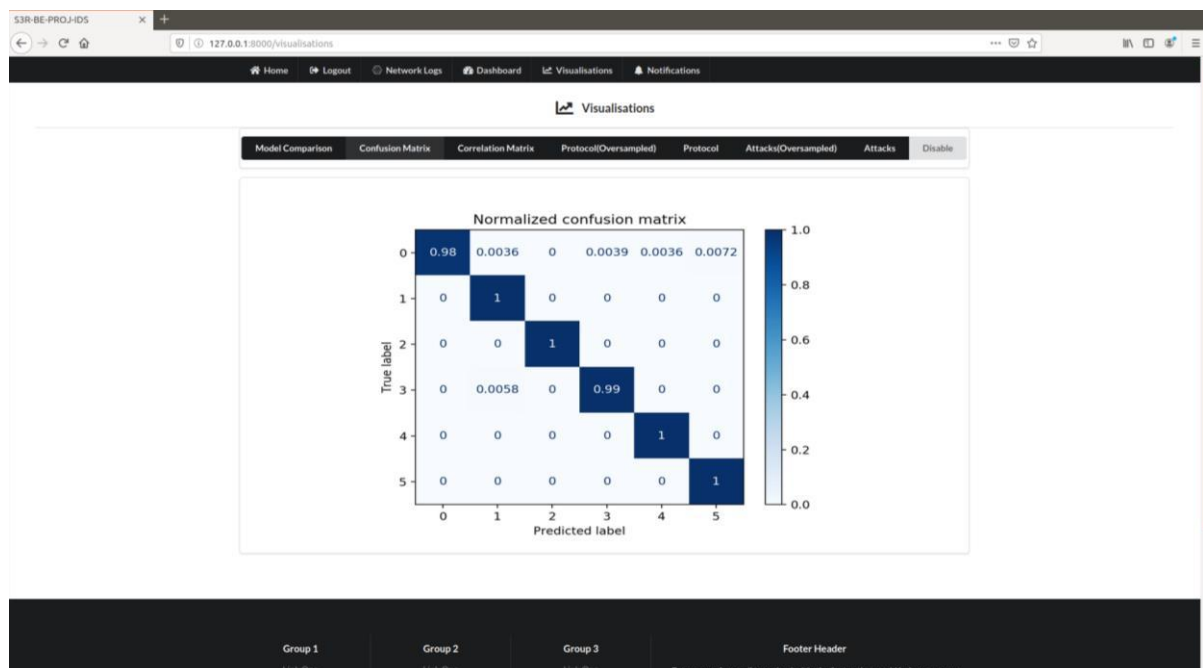 S3R-BE-PROJ-IDS
127.0.0.1:8000/visualisations
Home Logout Network Logs Dashboard Visualisations Notifications
Visualisations
Model Comparison Confusion Matrix Correlation Matrix Protocol(Oversampled) Protocol Attacks(Oversampled) Attacks Disable
Normalized confusion matrix
1.0
0 0.98 0.0036 0 0.0039 0.0036 0.0072
0.8
1 0 1 0 0 0 0
0.6
True label
2 0 0 1 0 0 0
3 0 0.0058 0 0.99 0 0
0.4
4 0 0 0 0 1 0
0.2
5 0 0 0 0 0 1
0.0
0 1 2 3 4 5
Predicted label
Group 1 Group 2 Group 3 Footer Header